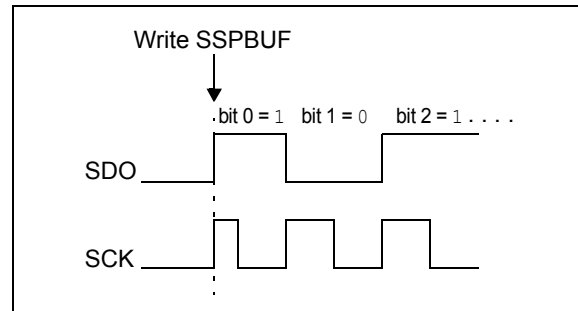 Write SSPBUF
bit 0 = 1 bit 1 = 0 bit 2 = 1 . . . .
SDO
SCK